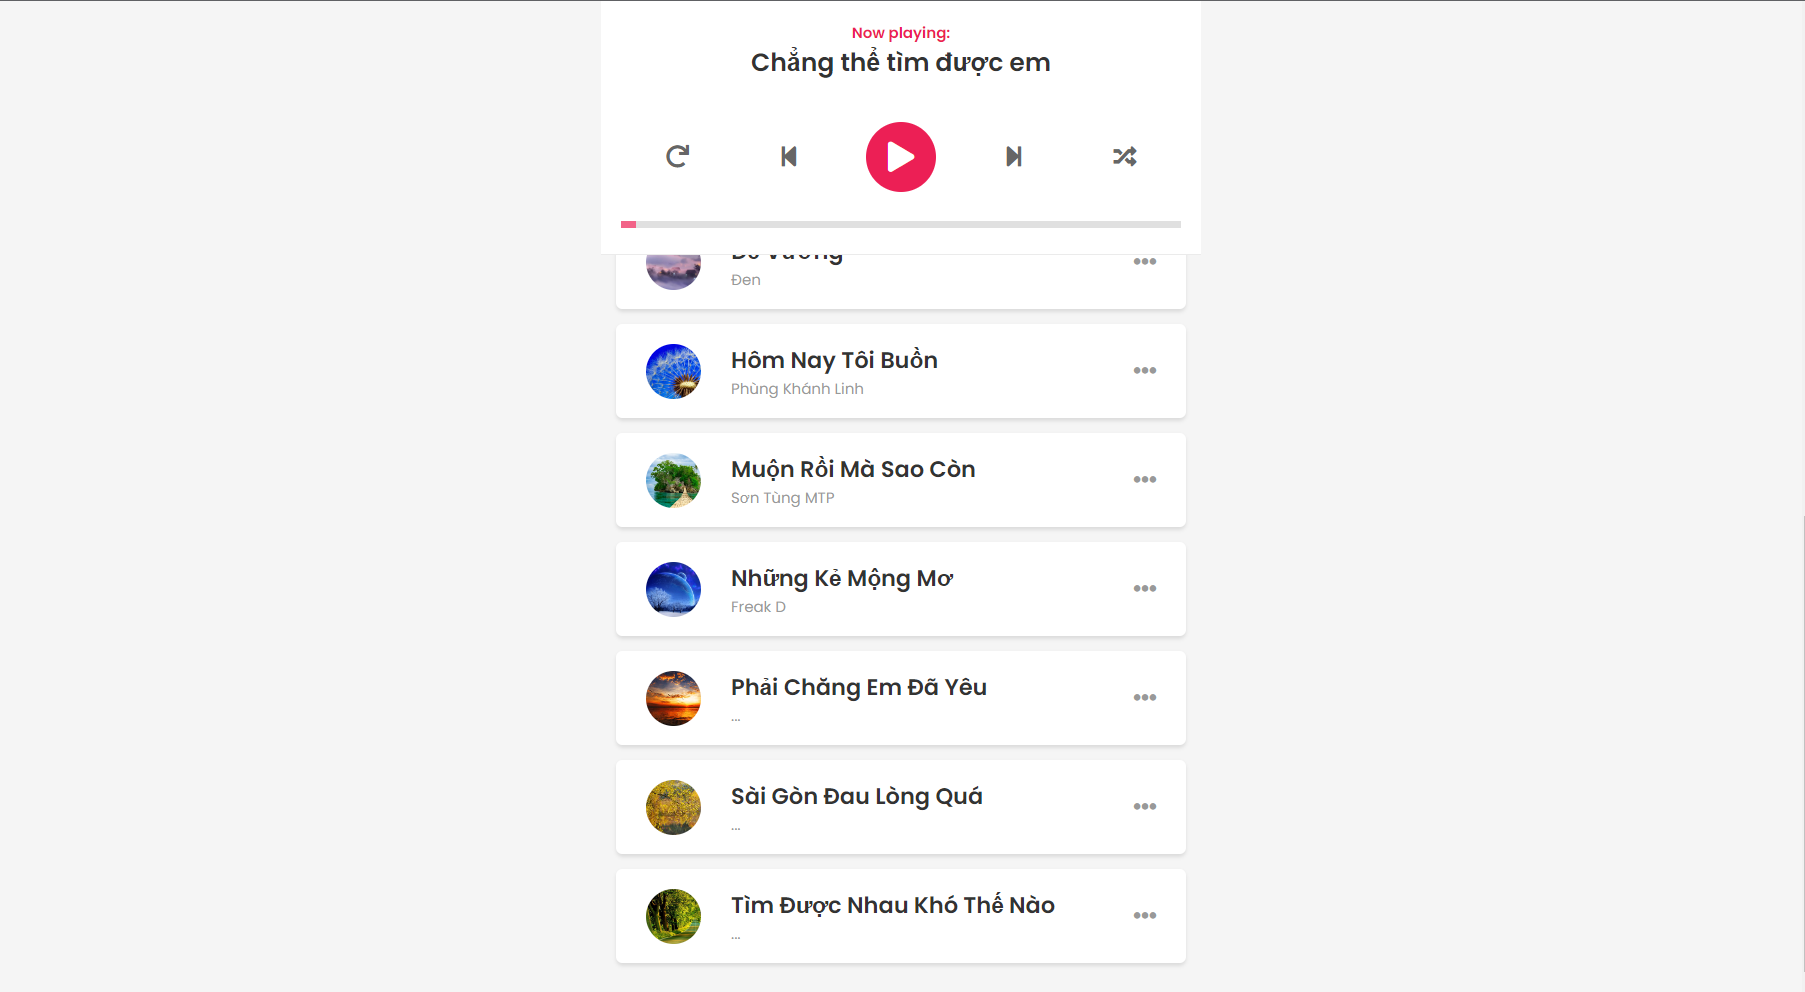 Now playing:
Chẳng thể tìm được em
Đen
Hôm Nay Tôi Buồn
Phùng Khánh Linh
Muộn Rồi Mà Sao Còn
Sơn Tùng MTP
Những Kẻ Mộng Mơ
Freak D
Phải Chăng Em Đã Yêu
...
Sài Gòn Đau Lòng Quá
...
Tìm Được Nhau Khó Thế Nào
...